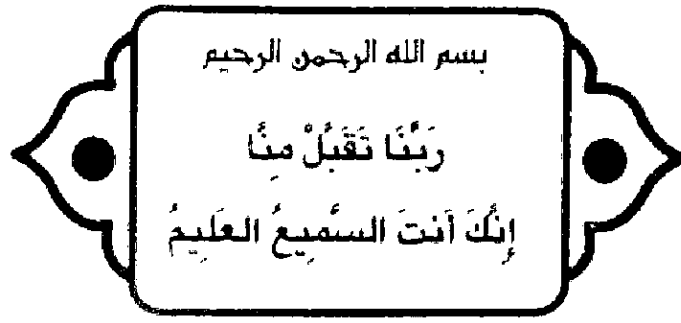 بسم الله الرحمن الرحيم
رَبَّنَا تَقَبَّلْ مِنَّا
إِنَّكَ أَنتَ السَّمِيعُ العَلِيمُ